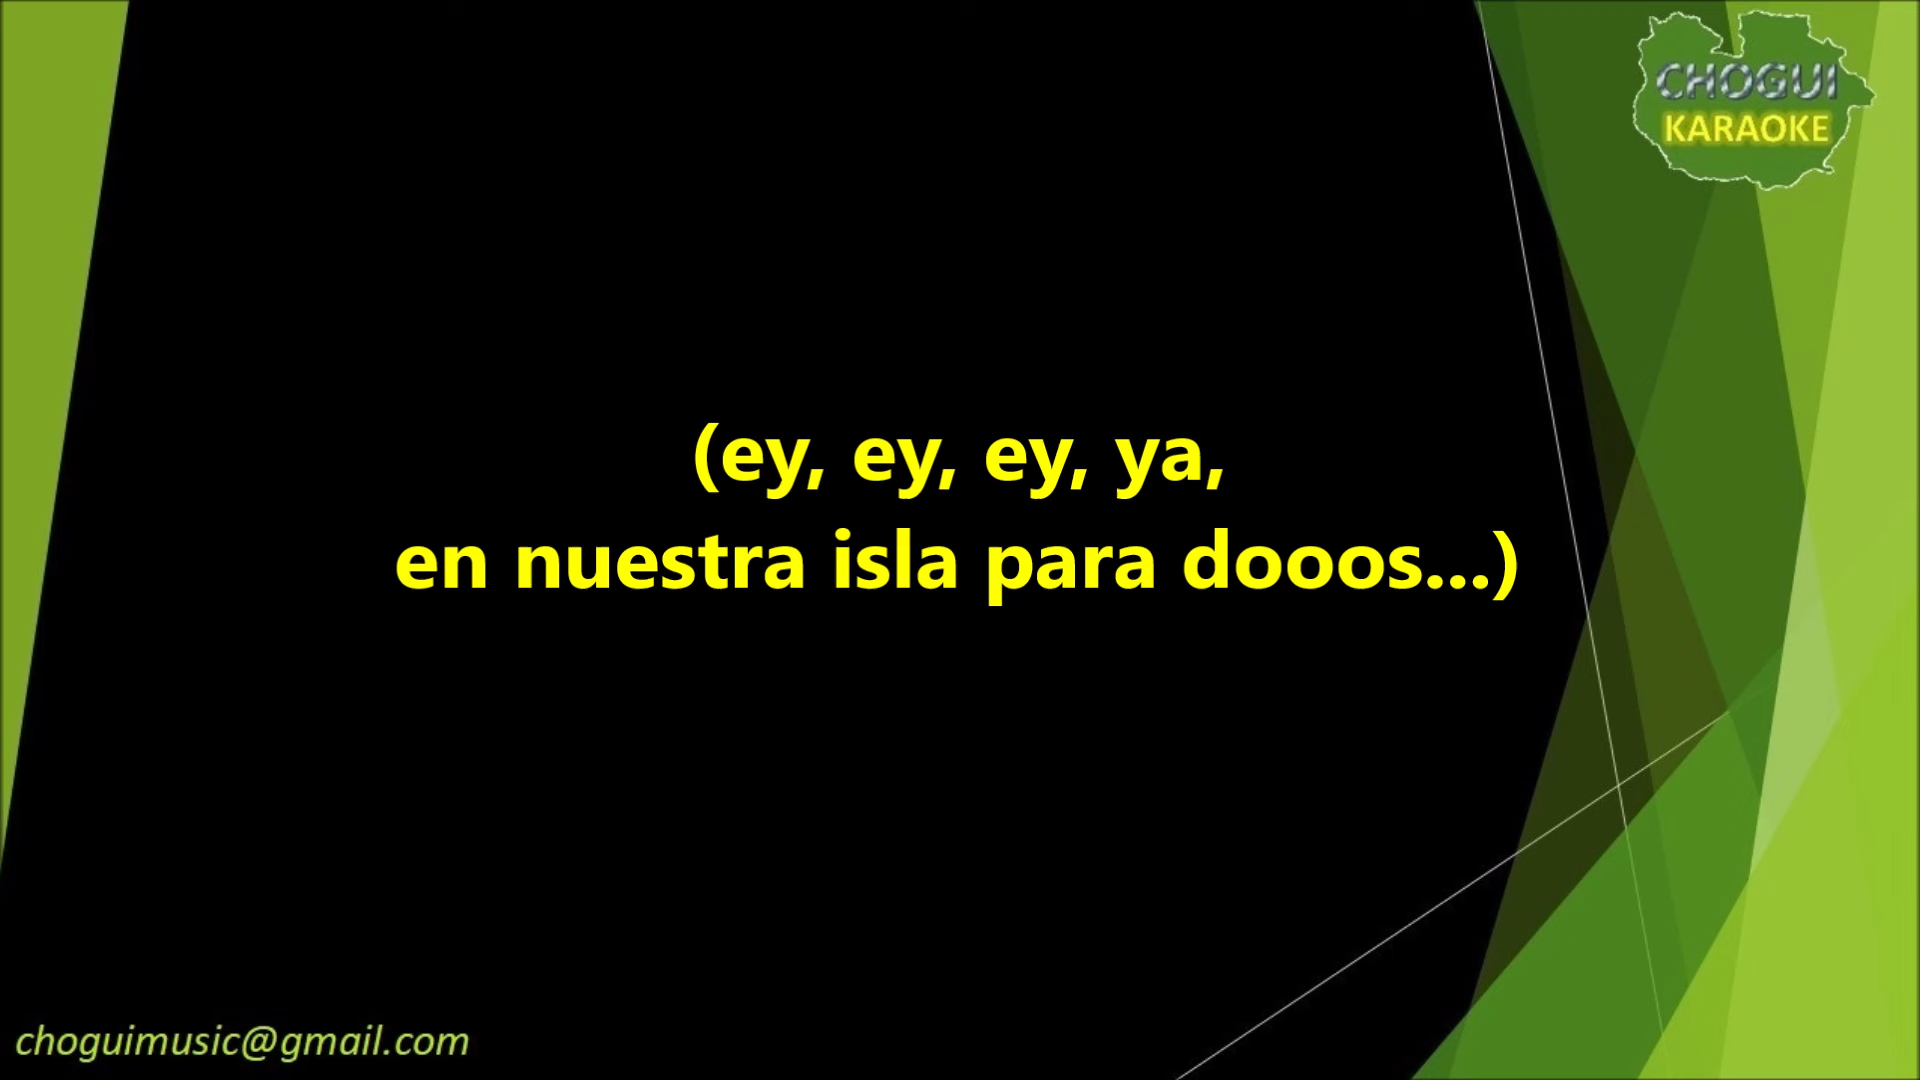 CHOGUI
KARAOKE
(ey, ey, ey, ya,
en nuestra isla para dooos...)
choguimusic@gmail.com